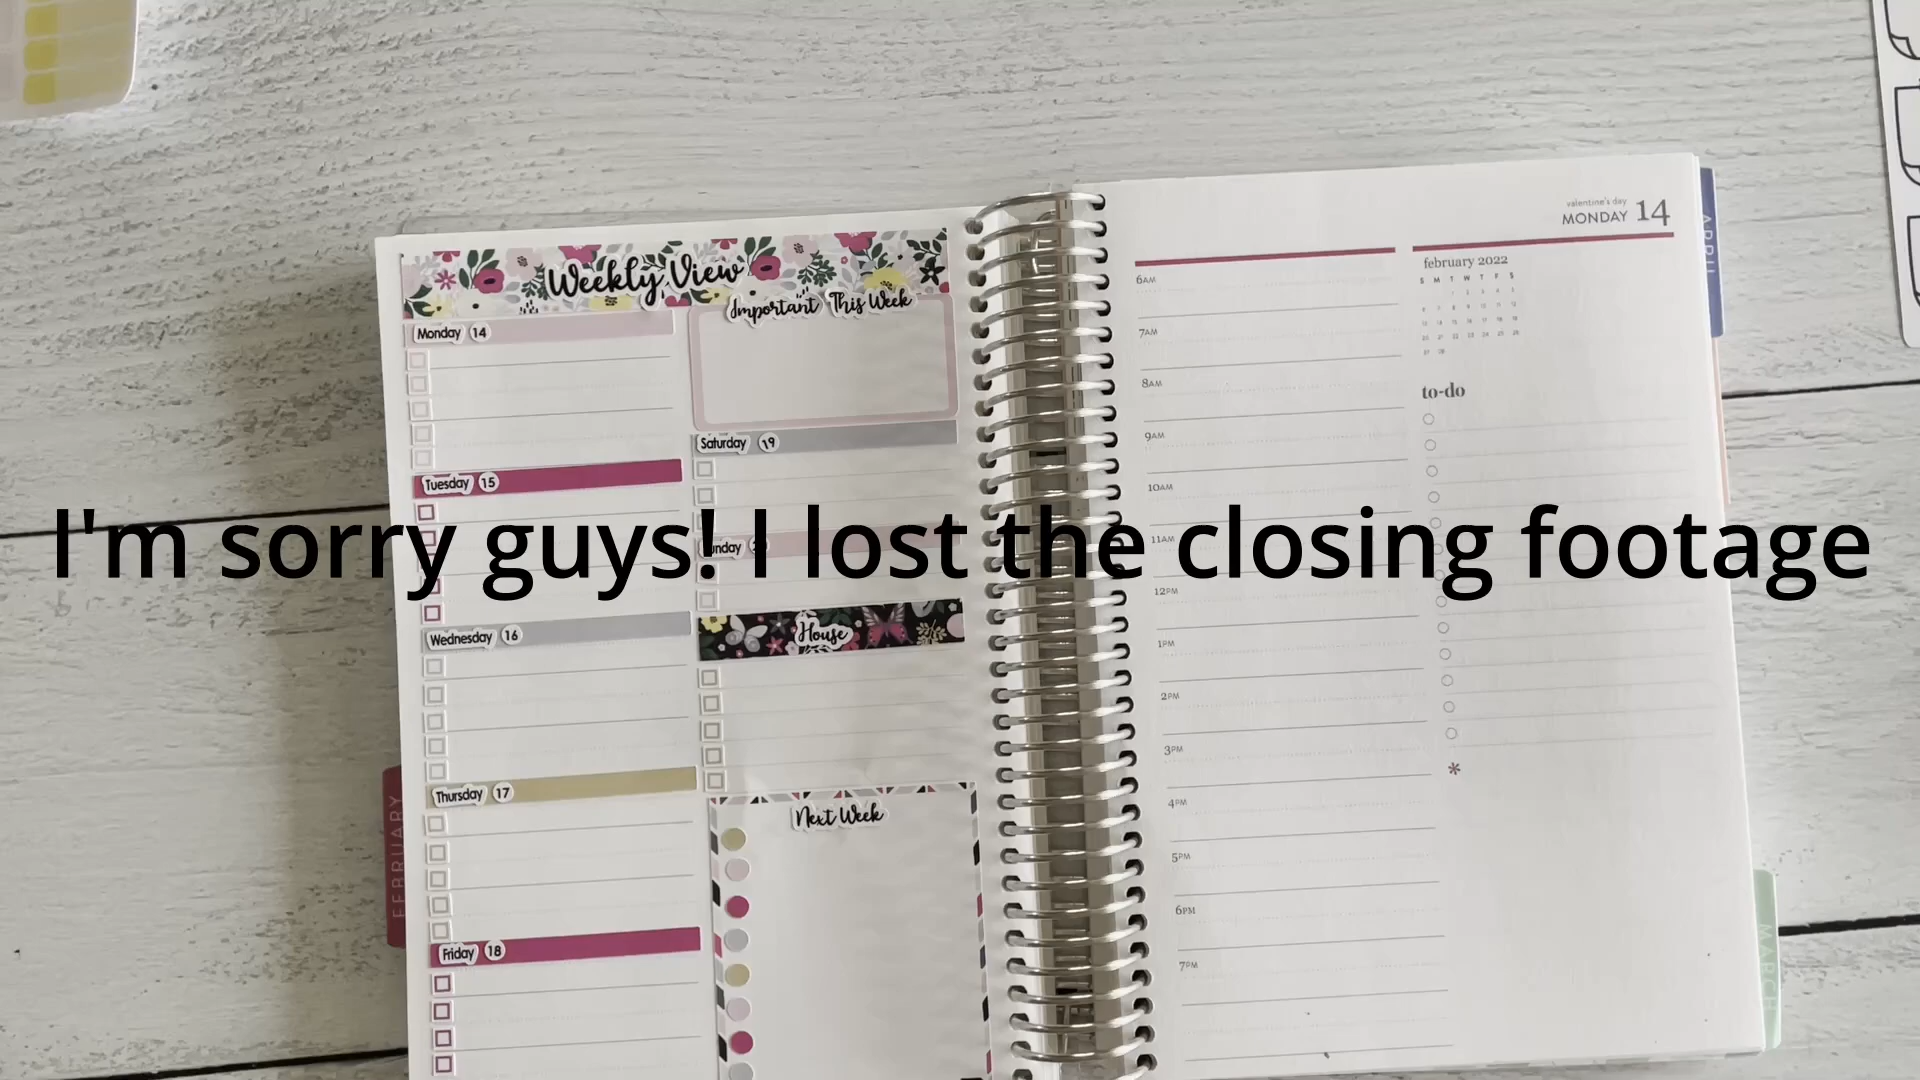 Weekly View
Important This Week
Monday 14
Tuesday 15
Wednesday 16
Thursday 17
Friday 18
Saturday 19
House
Next Week
FEBRUARY
I'm sorry guys! I lost the closing footage
valentine's day
MONDAY 14
february 2022
S M T W T F S
to-do
6AM
7AM
8AM
9AM
10AM
11AM
12PM
1PM
2PM
3PM
4PM
5PM
6PM
7PM
*
APRIL
MARCH